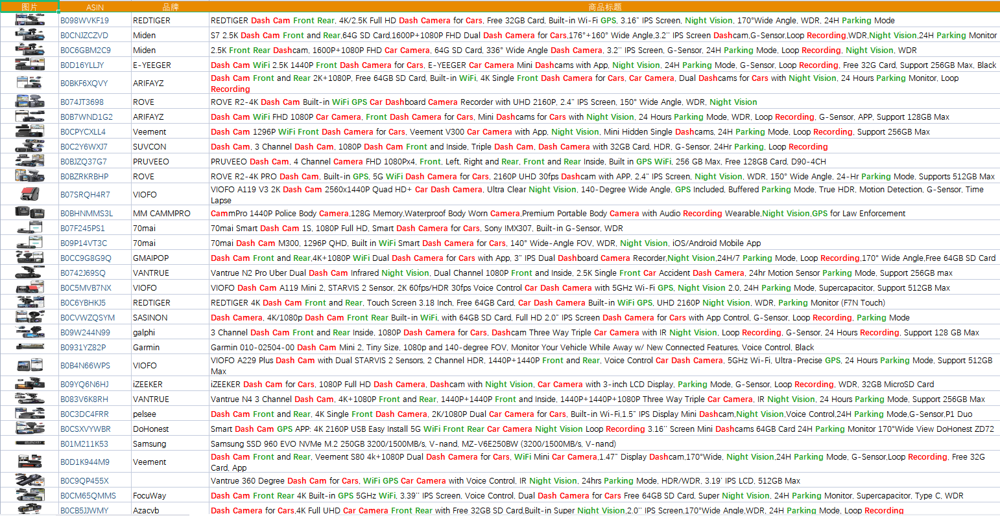 图片 ASIN 品牌 商品标题
B098WVKF19 REDTIGER REDTIGER Dash Cam Front Rear, 4K/2.5K Full HD Dash Camera for Cars, Free 32GB Card, Built-in Wi-Fi GPS, 3.16" IPS Screen, Night Vision, 170°Wide Angle, WDR, 24H Parking Mode
B0CNJZCZVD Miden S7 2.5K Dash Cam Front and Rear,64G SD Card,1600P+1080P FHD Dual Dash Camera for Cars,176°+160° Wide Angle,3.2'' IPS Screen Dashcam,G-Sensor,Loop Recording,WDR,Night Vision,24H Parking Monitor
B0C6GBM2C9 Miden 2.5K Front Rear Dashcam, 1600P+1080P FHD Car Camera, 64G SD Card, 336° Wide Angle Dash Camera, 3.2'' IPS Screen, G-Sensor, 24H Parking Mode, Loop Recording, Night Vision, WDR
B0D16YLLJY E-YEEGER Dash Cam WiFi 2.5K 1440P Front Dash Camera for Cars, E-YEEGER Car Camera Mini Dashcams with App, Night Vision, 24H Parking Mode, G-Sensor, Loop Recording, Free 32G Card, Support 256GB Max, Black
B0BKF6XQVY ARIFAYZ Dash Cam Front and Rear 2K+1080P, Free 64GB SD Card, Built-in WiFi, 4K Single Front Dash Camera for Cars, Car Camera, Dual Dashcams for Cars with Night Vision, 24 Hours Parking Monitor, Loop
Recording
B074JT3698 ROVE ROVE R2-4K Dash Cam Built-in WiFi GPS Car Dashboard Camera Recorder with UHD 2160P, 2.4" IPS Screen, 150° Wide Angle, WDR, Night Vision
B0B7WND1G2 ARIFAYZ Dash Cam WiFi FHD 1080P Car Camera, Front Dash Camera for Cars, Mini Dashcams for Cars with Night Vision, 24 Hours Parking Mode, WDR, Loop Recording, G-Sensor, APP, Support 128GB Max
B0CPYCXLL4 Veement Dash Cam 1296P WiFi Front Dash Camera for Cars, Veement V300 Car Camera with App, Night Vision, Mini Hidden Single Dashcams, 24H Parking Mode, Loop Recording, Support 256GB Max
B0C2Y6WXJ7 SUVCON Dash Cam, 3 Channel Dash Cam, 1080P Dash Cam Front and Inside, Triple Dash Cam, Dash Camera with 32GB Card, HDR, G-Sensor, 24Hr Parking, Loop Recording
B0BJZQ37G7 PRUVEEO PRUVEEO Dash Cam, 4 Channel Camera FHD 1080Px4, Front, Left, Right and Rear, Front and Rear Inside, Built in GPS WiFi, 256 GB Max, Free 128GB Card, D90-4CH
B0BZRKRBHP ROVE ROVE R2-4K PRO Dash Cam, Built-in GPS, 5G WiFi Dash Camera for Cars, 2160P UHD 30fps Dashcam with APP, 2.4" IPS Screen, Night Vision, WDR, 150° Wide Angle, 24-Hr Parking Mode, Supports 512GB Max
B07SRQH4R7 VIOFO VIOFO A119 V3 2K Dash Cam 2560x1440P Quad HD+ Car Dash Camera, Ultra Clear Night Vision, 140-Degree Wide Angle, GPS Included, Buffered Parking Mode, True HDR, Motion Detection, G-Sensor, Time
Lapse
B0BHNMMS3L MM CAMMPRO CammPro 1440P Police Body Camera,128G Memory,Waterproof Body Worn Camera,Premium Portable Body Camera with Audio Recording Wearable,Night Vision,GPS for Law Enforcement
B07F245PS1 70mai 70mai Smart Dash Cam 1S, 1080P Full HD, Smart Dash Camera for Cars, Sony IMX307, Built-in G-Sensor, WDR
B09P14VT3C 70mai 70mai Dash Cam M300, 1296P QHD, Built in WiFi Smart Dash Camera for Cars, 140° Wide-Angle FOV, WDR, Night Vision, iOS/Android Mobile App
B0CC9G8G9Q GMAIPOP Dash Cam Front and Rear,4K+1080P WiFi Dual Dash Camera for Cars with App, 3" IPS Dual Dashboard Camera Recorder,Night Vision,24H/7 Parking Mode, Loop Recording,170° Wide Angle,Free 64GB SD Card
B0742J69SQ VANTRUE Vantrue N2 Pro Uber Dual Dash Cam Infrared Night Vision, Dual Channel 1080P Front and Inside, 2.5K Single Front Car Accident Dash Camera, 24hr Motion Sensor Parking Mode, Support 256GB max
B0C5MVB7NX VIOFO VIOFO Dash Cam A119 Mini 2, STARVIS 2 Sensor, 2K 60fps/HDR 30fps Voice Control Car Dash Camera with 5GHz Wi-Fi GPS, Night Vision 2.0, 24H Parking Mode, Supercapacitor, Support 512GB Max
B0C6YBHKJ5 REDTIGER REDTIGER 4K Dash Cam Front and Rear, Touch Screen 3.18 Inch, Free 64GB Card, Car Dash Camera Built-in WiFi GPS, UHD 2160P Night Vision, WDR, Parking Monitor (F7N Touch)
B0CVWZQSYM SASINON Dash Camera, 4K/1080p Dash Cam Front Rear Built-in WiFi, with 64GB SD Card, Full HD 2.0" IPS Screen Dash Camera for Cars with App Control, G-Sensor, Loop Recording, Parking Mode
B09W244N99 galphi 3 Channel Dash Cam Front and Rear Inside, 1080P Dash Camera for Cars, Dashcam Three Way Triple Car Camera with IR Night Vision, Loop Recording, G-Sensor, 24 Hours Recording, Support 128 GB Max
B0931YZ82P Garmin Garmin 010-02504-00 Dash Cam Mini 2, Tiny Size, 1080p and 140-degree FOV, Monitor Your Vehicle While Away w/ New Connected Features, Voice Control, Black
B0B4N66WPS VIOFO VIOFO A229 Plus Dash Cam with Dual STARVIS 2 Sensors, 2 Channel HDR, 1440P+1440P Front and Rear, Voice Control Car Dash Camera, 5GHz Wi-Fi, Ultra-Precise GPS, 24 Hours Parking Mode, Support 512GB
Max
B09YQ6N6HJ iZEEKER iZEEKER Dash Cam for Cars, 1080P Full HD Dash Camera, Dashcam with Night Vision, Car Camera with 3-inch LCD Display, Parking Mode, G-Sensor, Loop Recording, WDR, 32GB MicroSD Card
B083V6K8RH VANTRUE Vantrue N4 3 Channel Dash Cam, 4K+1080P Front and Rear, 1440P+1440P Front and Inside, 1440P+1440P+1080P Three Way Triple Car Camera, IR Night Vision, 24 Hours Parking Mode, Support 256GB Max
B0C3DC4FRR pelsee Dash Cam Front and Rear, 4K Single Front Dash Camera, 2K/1080P Dual Car Camera for Cars, Built-in Wi-Fi,1.5" IPS Display Mini Dashcam,Night Vision,Voice Control,24H Parking Mode,G-Sensor,P1 Duo
B0CSXVYWBR DoHonest Smart Dash Cam GPS APP: 4K 2160P USB Easy Install 5G WiFi Front Rear Car Camera Night Vision Loop Recording 3.16'' Screen Mini Dashcams 64GB Card 24H Parking Monitor 170°Wide View DoHonest ZD72
B01M211K53 Samsung Samsung SSD 960 EVO NVMe M.2 250GB 3200/1500MB/s, V-nand, MZ-V6E250BW (3200/1500MB/s, V-nand)
B0D1K944M9 Veement Dash Cam Front and Rear, Veement S80 4k+1080P Dual Dash Camera for Cars, WiFi Mini Car Camera,1.47" Display Dashcam,170°Wide, Night Vision,24H Parking Mode, G-Sensor,Loop Recording, Free 32G
Card, App
B0C9QP455X Vantrue 360 Degree Dash Cam for Cars, WiFi GPS Car Camera with Voice Control, IR Night Vision, 24hrs Parking Mode, HDR/WDR, 3.19' IPS LCD, 512GB Max
B0CM65QMMS FocuWay Dash Cam Front Rear 4K Built-in GPS 5GHz WiFi, 3.39'' IPS Screen, Voice Control, Dual Dash Camera for Cars Free 64GB SD Card, Super Night Vision, 24H Parking Monitor, Supercapacitor, Type C, WDR
B0CB5JJWMY Azacvb Dash Camera for Cars,4K Full UHD Car Camera Front Rear with Free 32GB SD Card,Built-in Super Night Vision,2.0'' IPS Screen,170°Wide Angle,WDR, 24H Parking Mode, Loop Recording